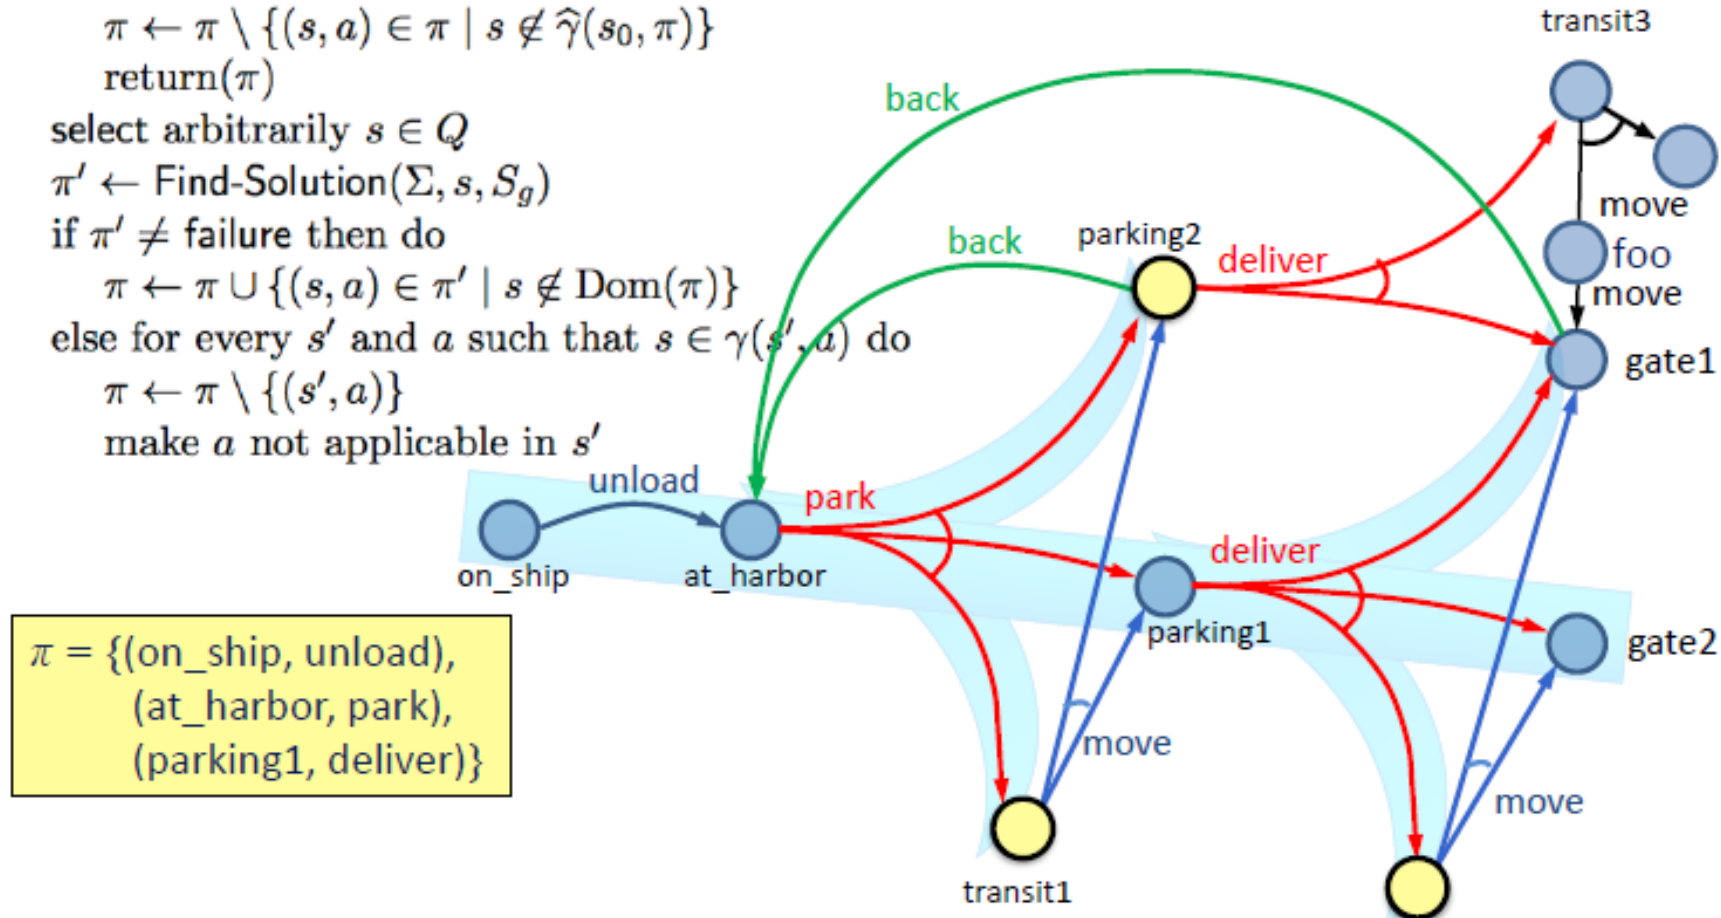 π ← π \ {(s, a) ∈ π | s ∉ γ̂(s₀, π)}
return(π)
select arbitrarily s ∈ Q
π′ ← Find-Solution(Σ, s, S_g)
if π′ ≠ failure then do
π ← π ∪ {(s, a) ∈ π′ | s ∉ Dom(π)}
else for every s′ and a such that s ∈ γ(s′, a) do
π ← π \ {(s′, a)}
make a not applicable in s′
transit3
back
move
back
parking2
deliver
foo
move
gate1
unload
park
deliver
on_ship
at_harbor
parking1
gate2
π = {(on_ship, unload),
(at_harbor, park),
(parking1, deliver)}
move
move
transit1